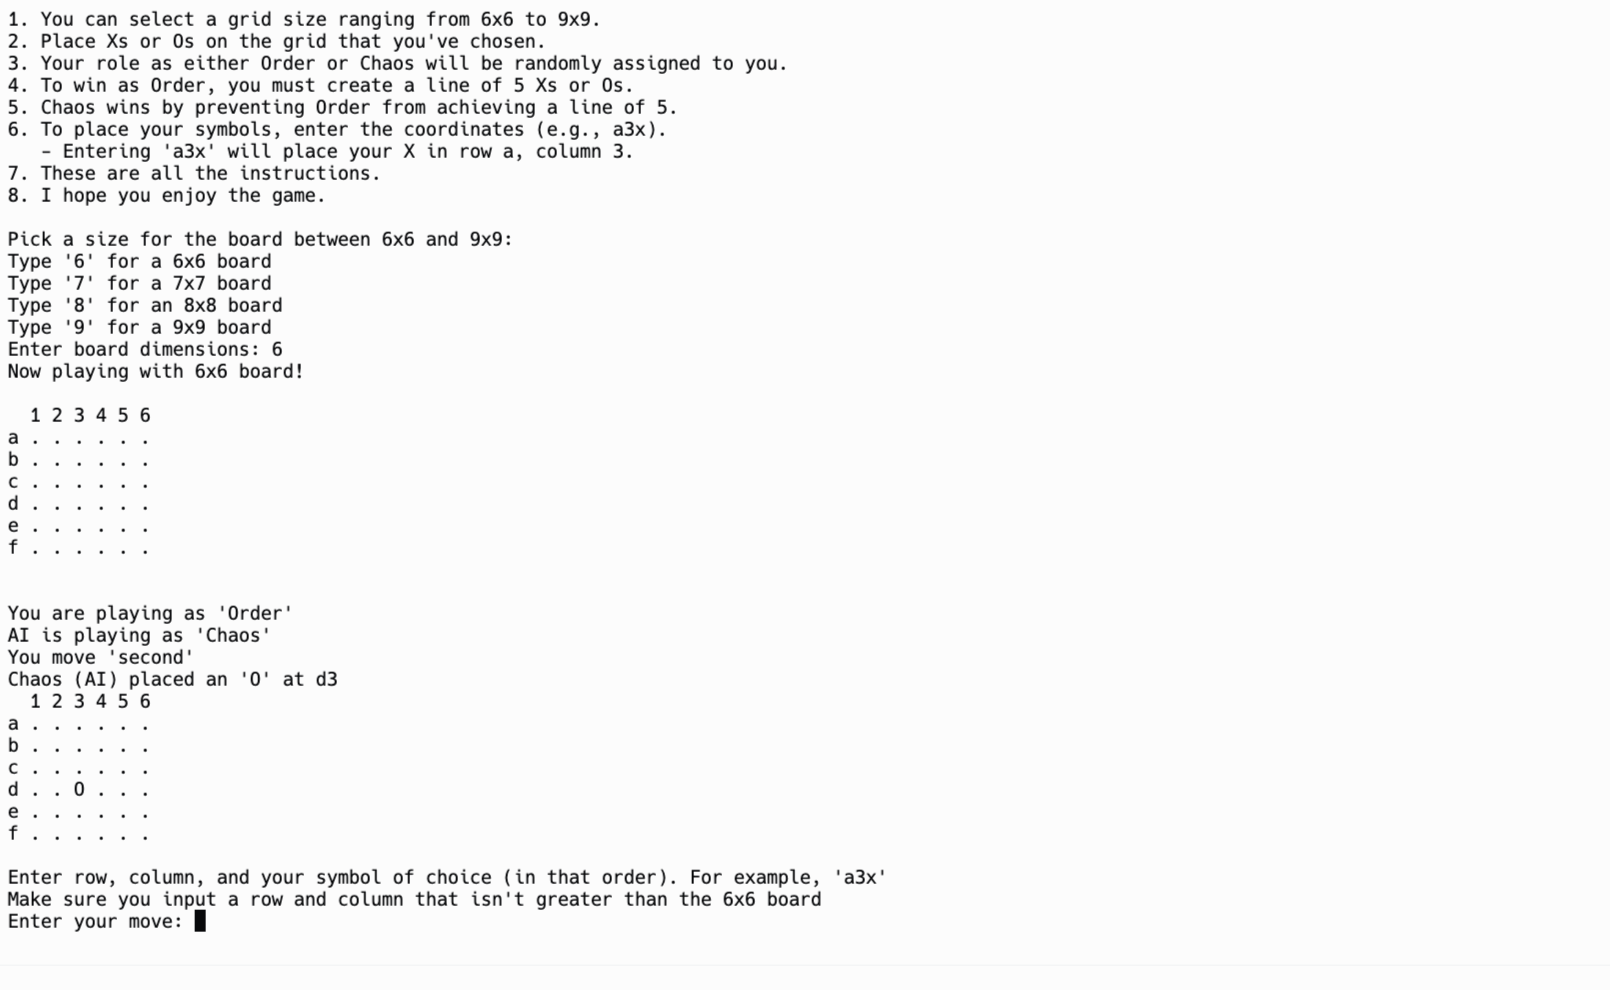 1. You can select a grid size ranging from 6x6 to 9x9.
2. Place Xs or Os on the grid that you've chosen.
3. Your role as either Order or Chaos will be randomly assigned to you.
4. To win as Order, you must create a line of 5 Xs or Os.
5. Chaos wins by preventing Order from achieving a line of 5.
6. To place your symbols, enter the coordinates (e.g., a3x).
   - Entering 'a3x' will place your X in row a, column 3.
7. These are all the instructions.
8. I hope you enjoy the game.

Pick a size for the board between 6x6 and 9x9:
Type '6' for a 6x6 board
Type '7' for a 7x7 board
Type '8' for an 8x8 board
Type '9' for a 9x9 board
Enter board dimensions: 6
Now playing with 6x6 board!

  1 2 3 4 5 6
a . . . . . .
b . . . . . .
c . . . . . .
d . . . . . .
e . . . . . .
f . . . . . .

You are playing as 'Order'
AI is playing as 'Chaos'
You move 'second'
Chaos (AI) placed an 'O' at d3
  1 2 3 4 5 6
a . . . . . .
b . . . . . .
c . . . . . .
d . . O . . .
e . . . . . .
f . . . . . .

Enter row, column, and your symbol of choice (in that order). For example, 'a3x'
Make sure you input a row and column that isn't greater than the 6x6 board
Enter your move: